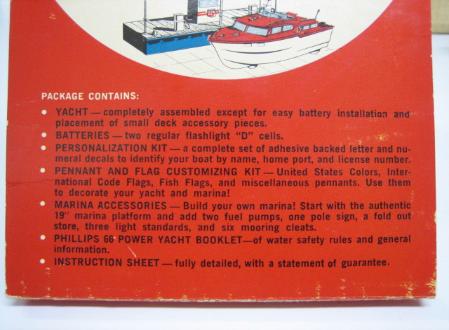 PACKAGE CONTAINS:
• YACHT — completely assembled except for easy battery installation and
placement of small deck accessory pieces.
• BATTERIES — two regular flashlight "D" cells.
• PERSONALIZATION KIT — a complete set of adhesive backed letter and nu-
meral decals to identify your boat by name, home port, and license number.
• PENNANT AND FLAG CUSTOMIZING KIT — United States Colors, Inter-
national Code Flags, Fish Flags, and miscellaneous pennants. Use them
to decorate your yacht and marina!
• MARINA ACCESSORIES — Build your own marina! Start with the authentic
19" marina platform and add two fuel pumps, one pole sign, a fold out
store, three light standards, and six mooring cleats.
• PHILLIPS 66 POWER YACHT BOOKLET—of water safety rules and general
information.
• INSTRUCTION SHEET — fully detailed, with a statement of guarantee.